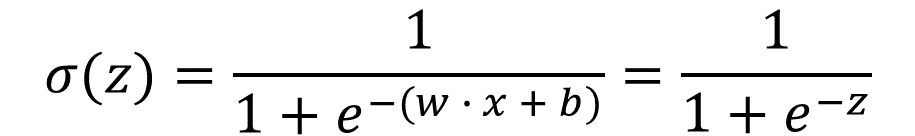 σ(z) = 1 / (1 + e^−(w · x + b)) = 1 / (1 + e^−z)